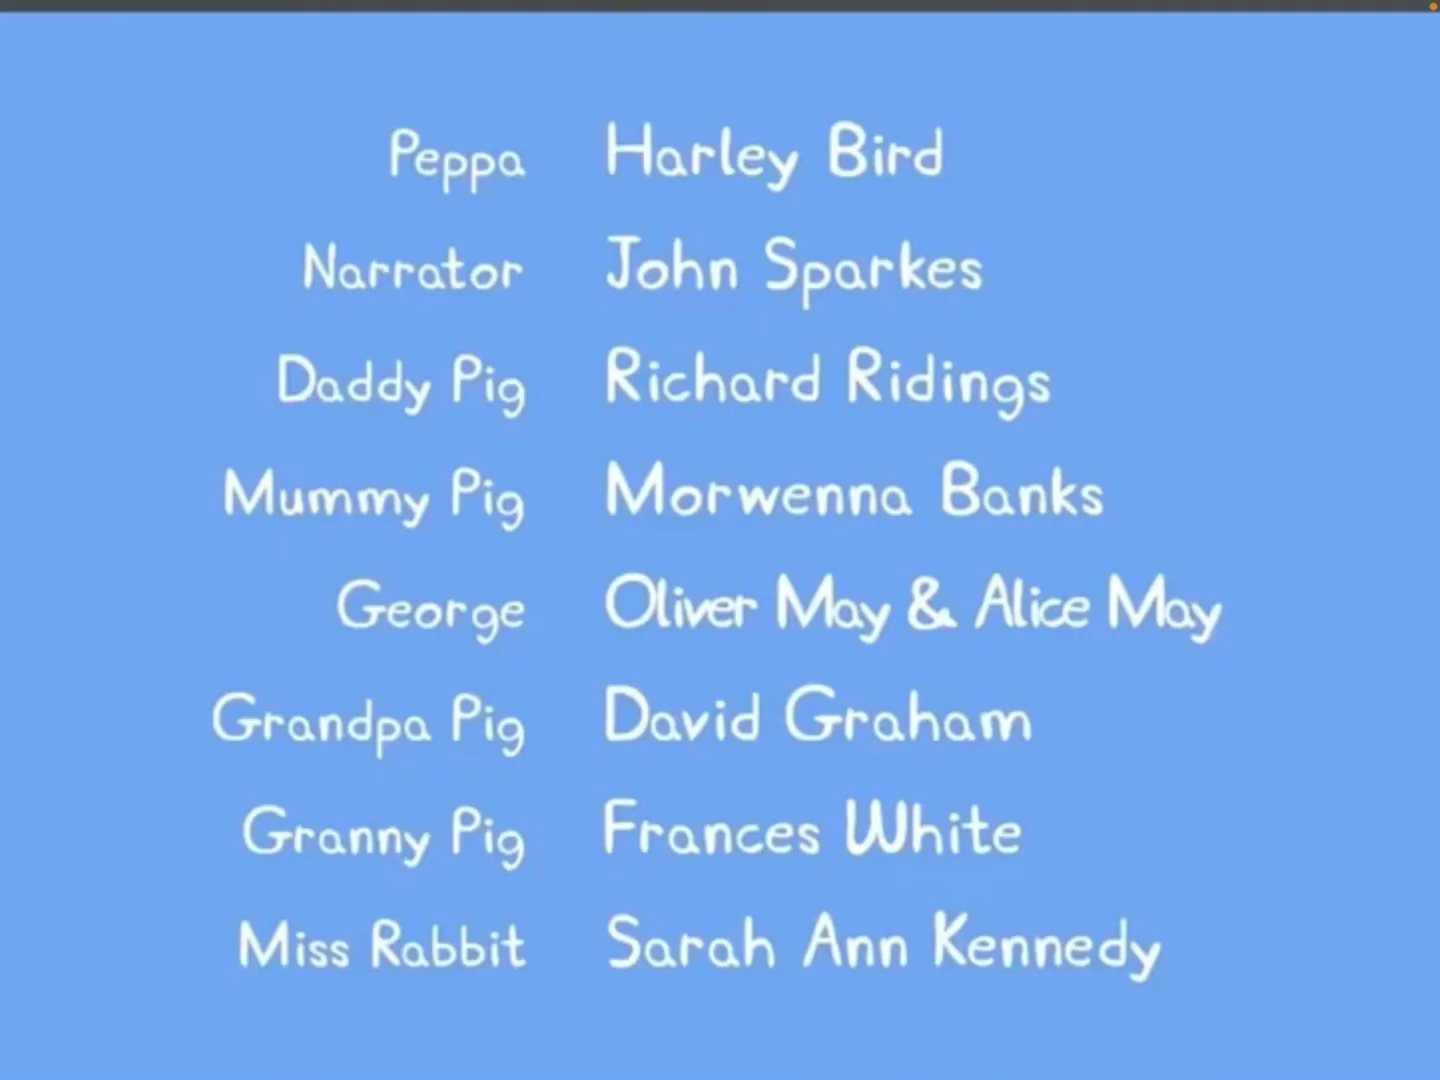 Peppa Harley Bird
Narrator John Sparkes
Daddy Pig Richard Ridings
Mummy Pig Morwenna Banks
George Oliver May & Alice May
Grandpa Pig David Graham
Granny Pig Frances White
Miss Rabbit Sarah Ann Kennedy